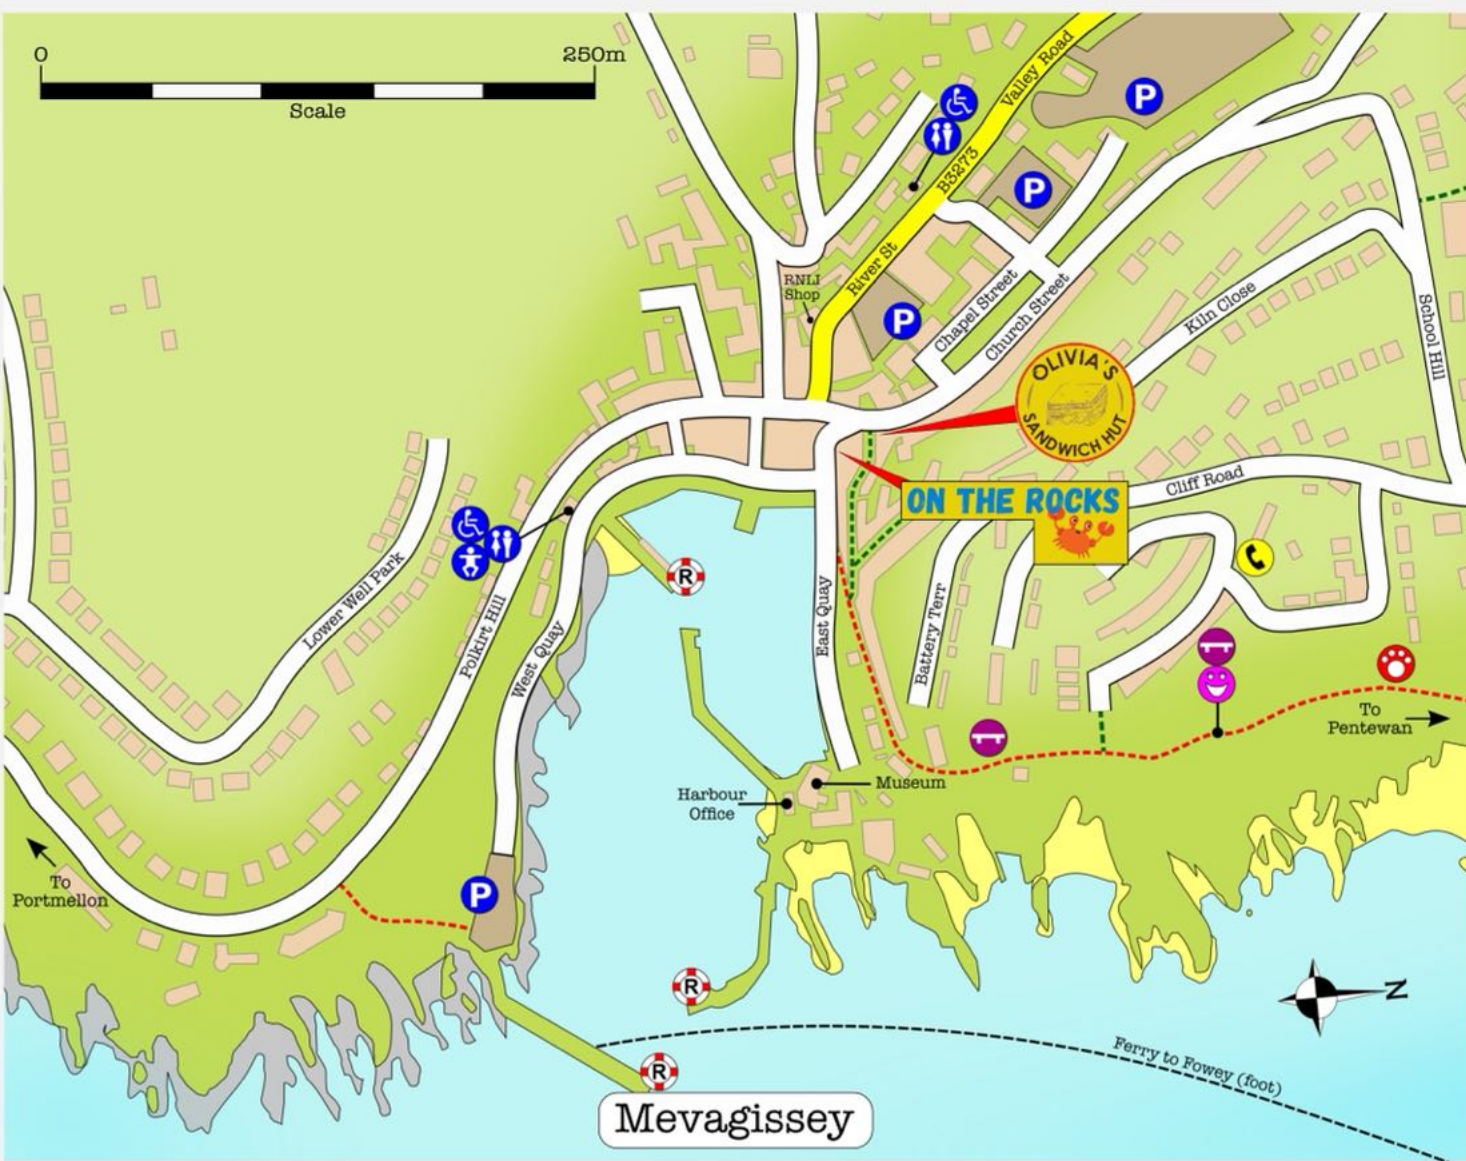 0
250m
Scale
Valley Road
P
B3273
P
River St
RNLI
Shop
P
Chapel Street
Church Street
Kiln Close
School Hill
OLIVIA'S
SANDWICH HUT
ON THE ROCKS
Cliff Road
Lower Well Park
Polkirt Hill
West Quay
R
East Quay
Battery Terr
To
Pentewan
Harbour
Office
Museum
To
Portmellon
P
R
R
N
Ferry to Fowey (foot)
Mevagissey